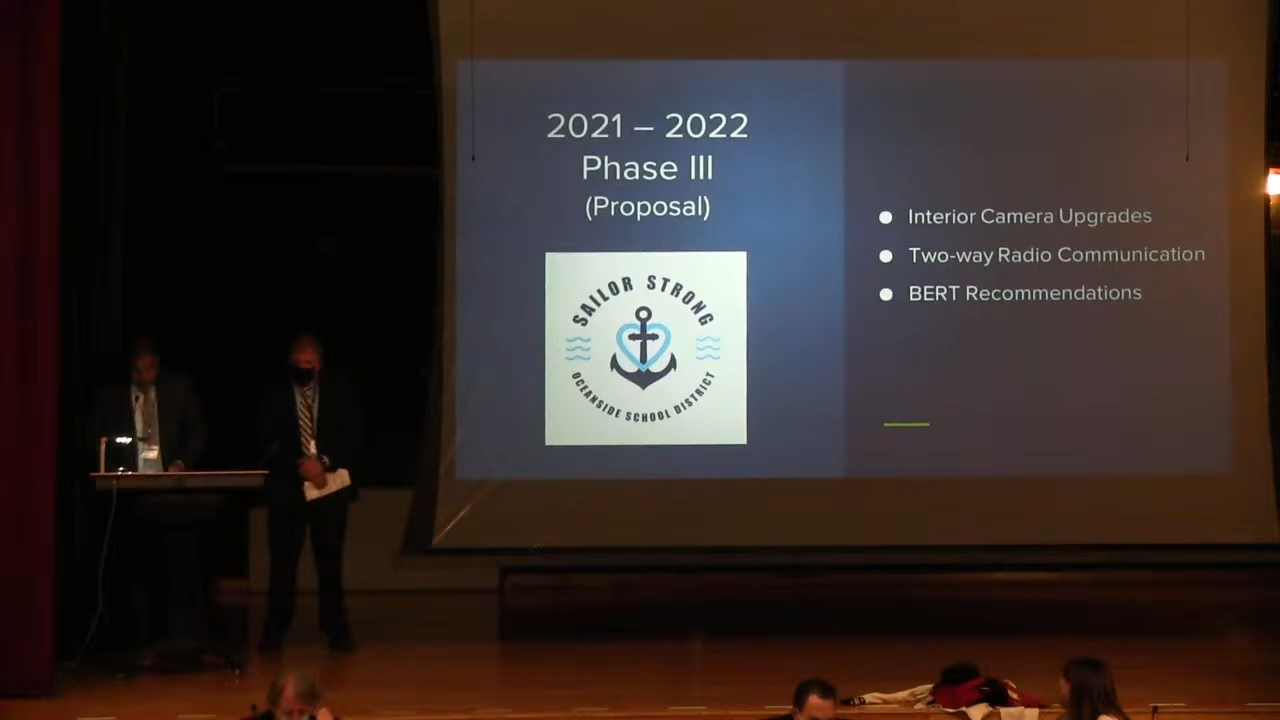 2021 – 2022
Phase III
(Proposal)
SAILOR STRONG
OCEANSIDE SCHOOL DISTRICT
● Interior Camera Upgrades
● Two-way Radio Communication
● BERT Recommendations